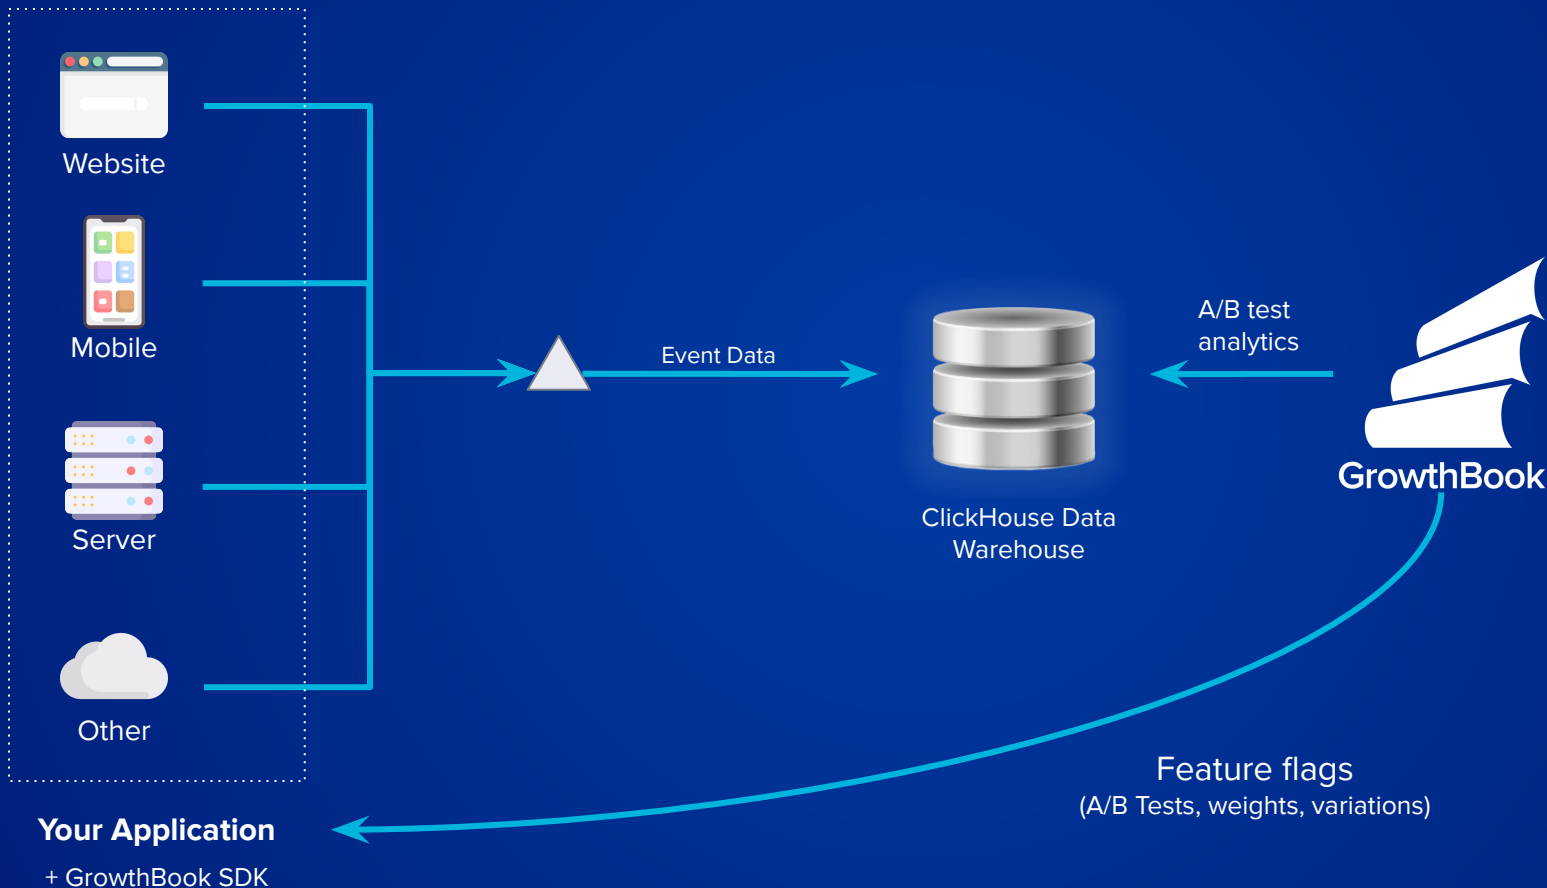 Website
Mobile
Server
Other
Your Application
+ GrowthBook SDK
Event Data
ClickHouse Data
Warehouse
A/B test
analytics
GrowthBook
Feature flags
(A/B Tests, weights, variations)